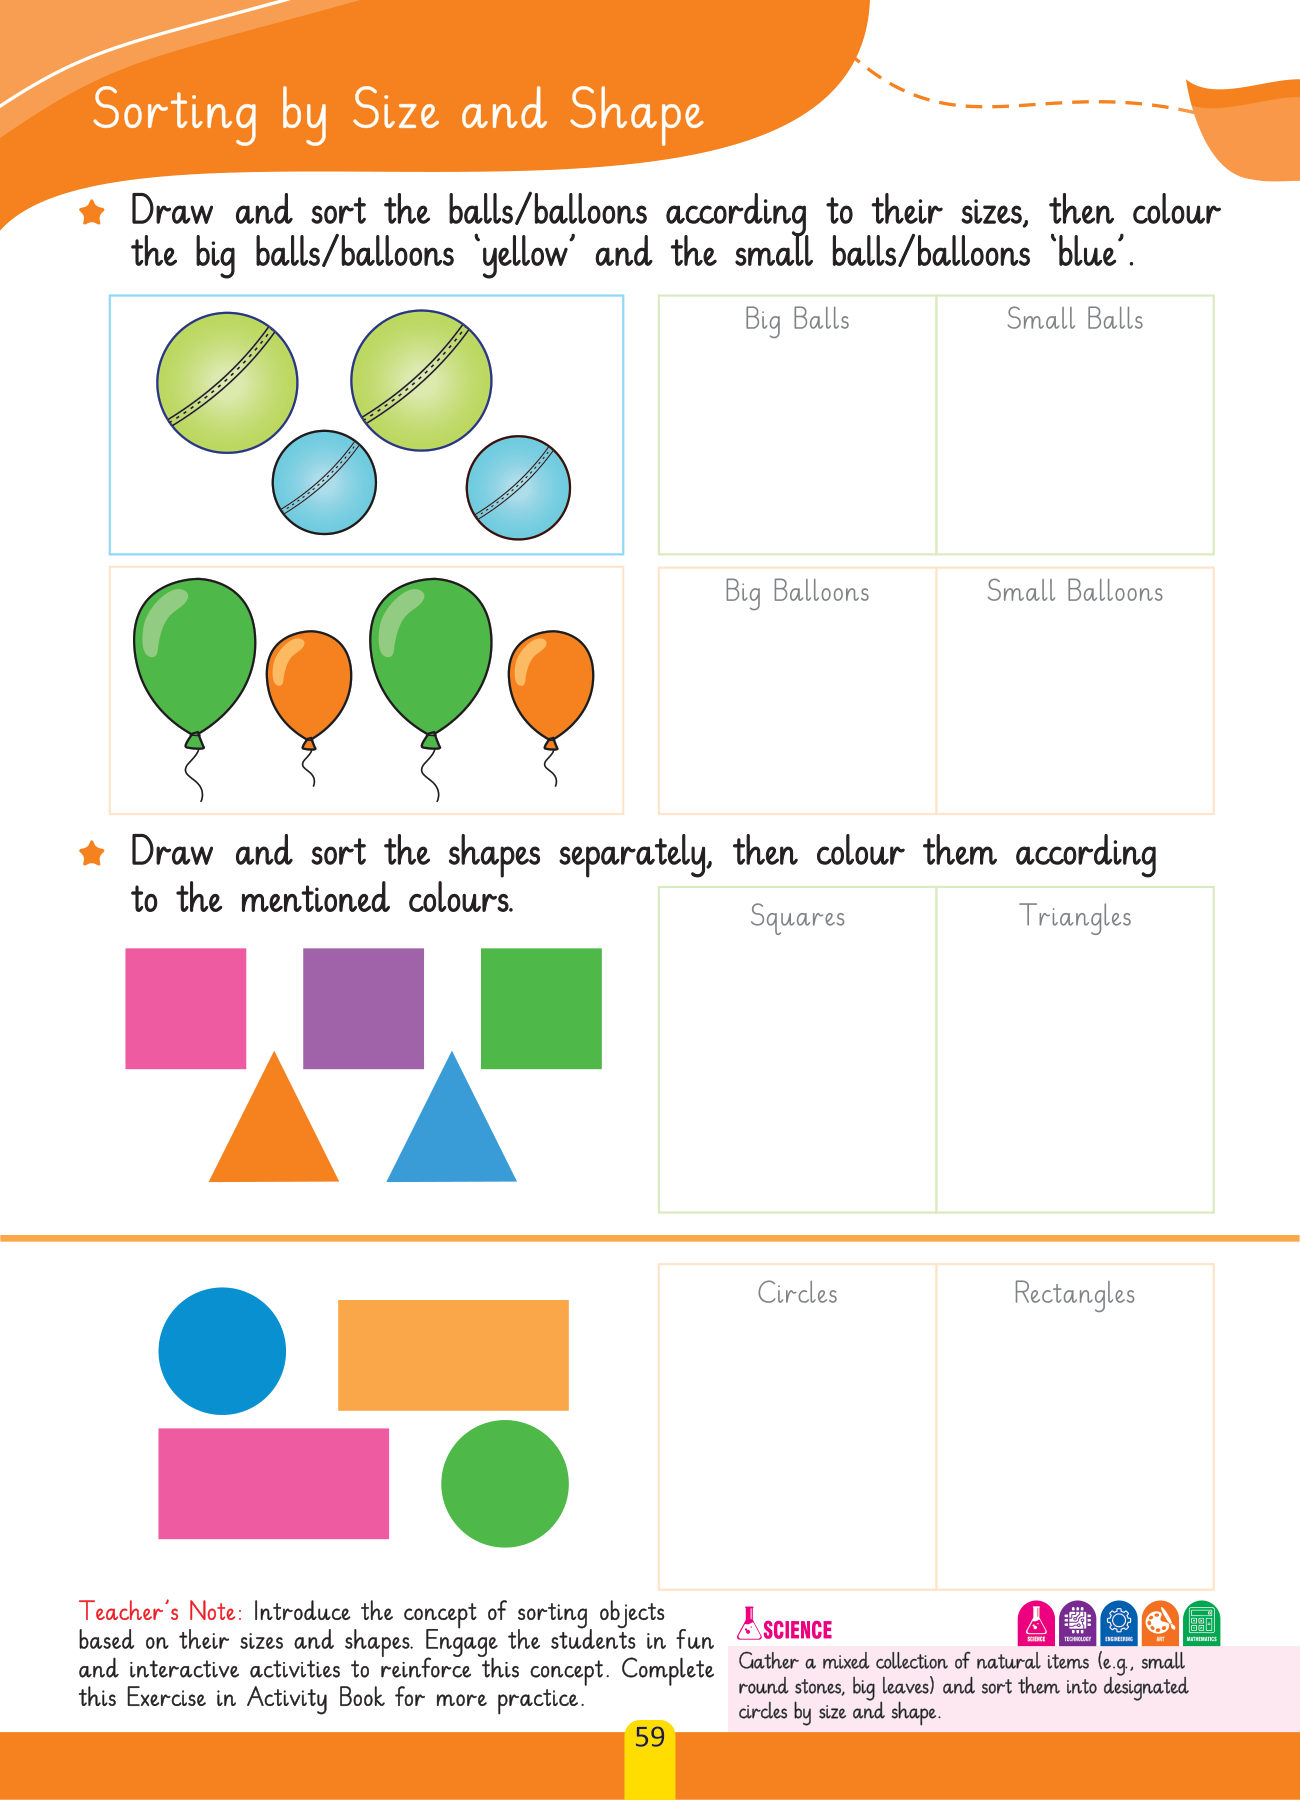 Sorting by Size and Shape
Draw and sort the balls/balloons according to their sizes, then colour
the big balls/balloons ‘yellow’ and the small balls/balloons ‘blue’.
Big Balls
Small Balls
Big Balloons
Small Balloons
Draw and sort the shapes separately, then colour them according
to the mentioned colours.
Squares
Triangles
Circles
Rectangles
Teacher’s Note: Introduce the concept of sorting objects
based on their sizes and shapes. Engage the students in fun
and interactive activities to reinforce this concept. Complete
this Exercise in Activity Book for more practice.
SCIENCE
SCIENCE
TECHNOLOGY
ENGINEERING
ART
MATHEMATICS
Gather a mixed collection of natural items (e.g., small
round stones, big leaves) and sort them into designated
circles by size and shape.
59